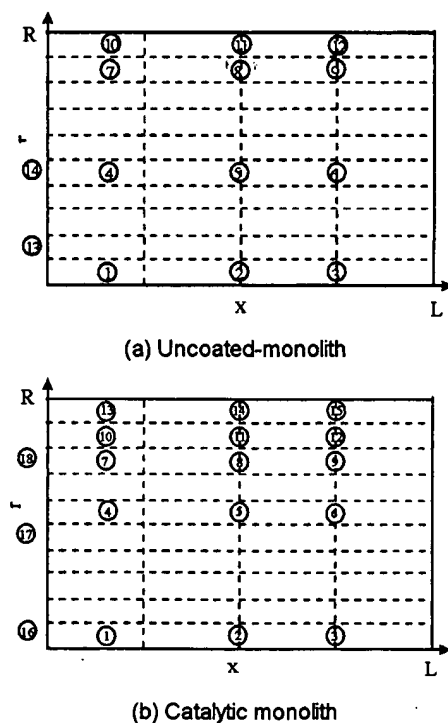 R
⑩ ⑪ ⑫
⑦ ⑧ ⑨
r
⑭ ④ ⑤ ⑥
⑬
① ② ③
x
L
(a) Uncoated-monolith
R
⑬ ⑭ ⑮
⑩ ⑪ ⑫
⑱ ⑦ ⑧ ⑨
r
④ ⑤ ⑥
⑰
⑯ ① ② ③
x
L
(b) Catalytic monolith